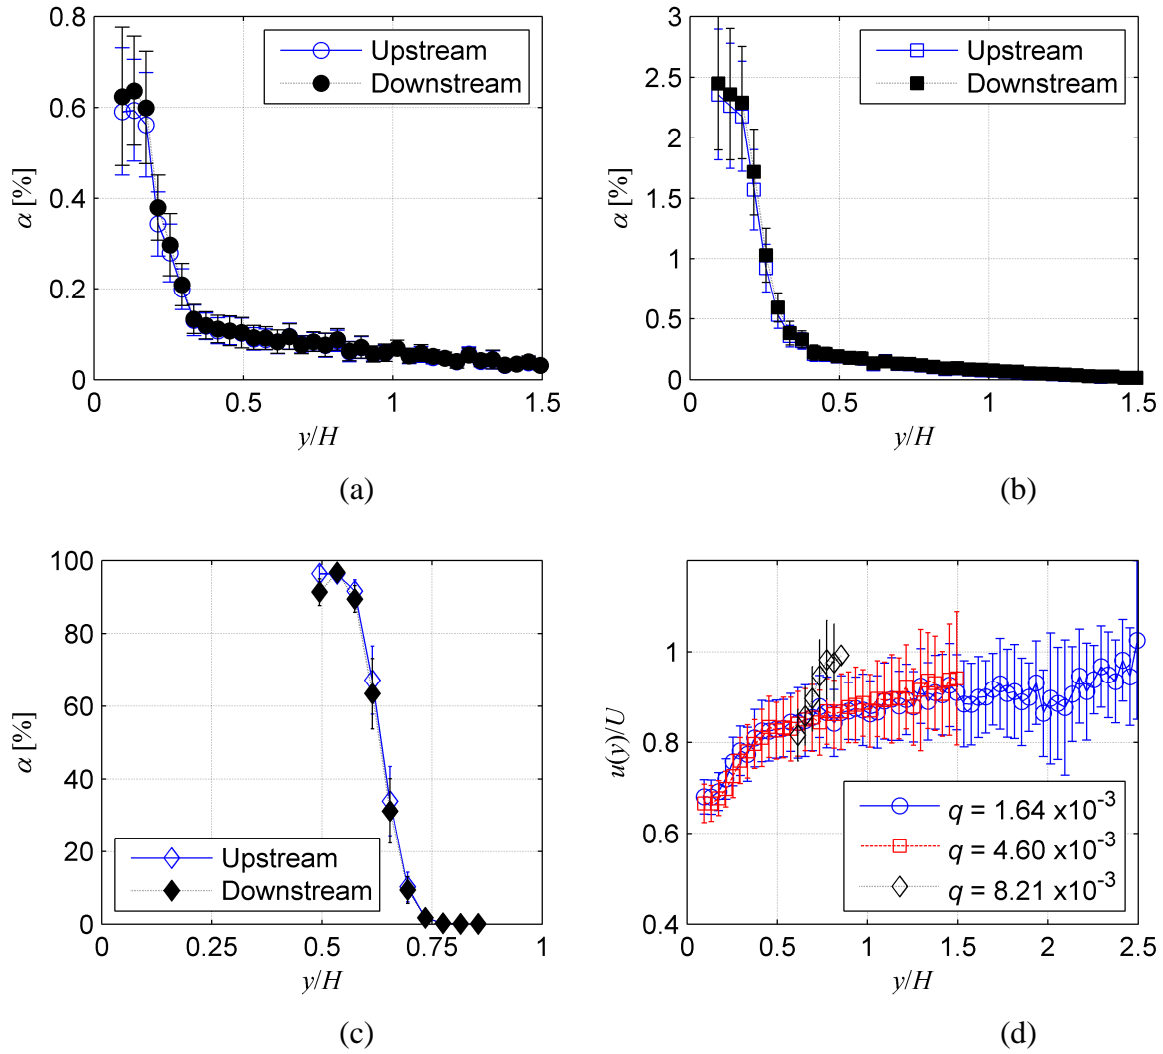 0.8
0.6
0.4
0.2
0
0
0.5
1
1.5
α [%]
y/H
Upstream
Downstream
(a)
3
2.5
2
1.5
1
0.5
0
0
0.5
1
1.5
α [%]
y/H
Upstream
Downstream
(b)
100
80
60
40
20
0
0
0.25
0.5
0.75
1
α [%]
y/H
Upstream
Downstream
(c)
1
0.8
0.6
0.4
0
0.5
1
1.5
2
2.5
u(y)/U
y/H
q = 1.64 x10⁻³
q = 4.60 x10⁻³
q = 8.21 x10⁻³
(d)